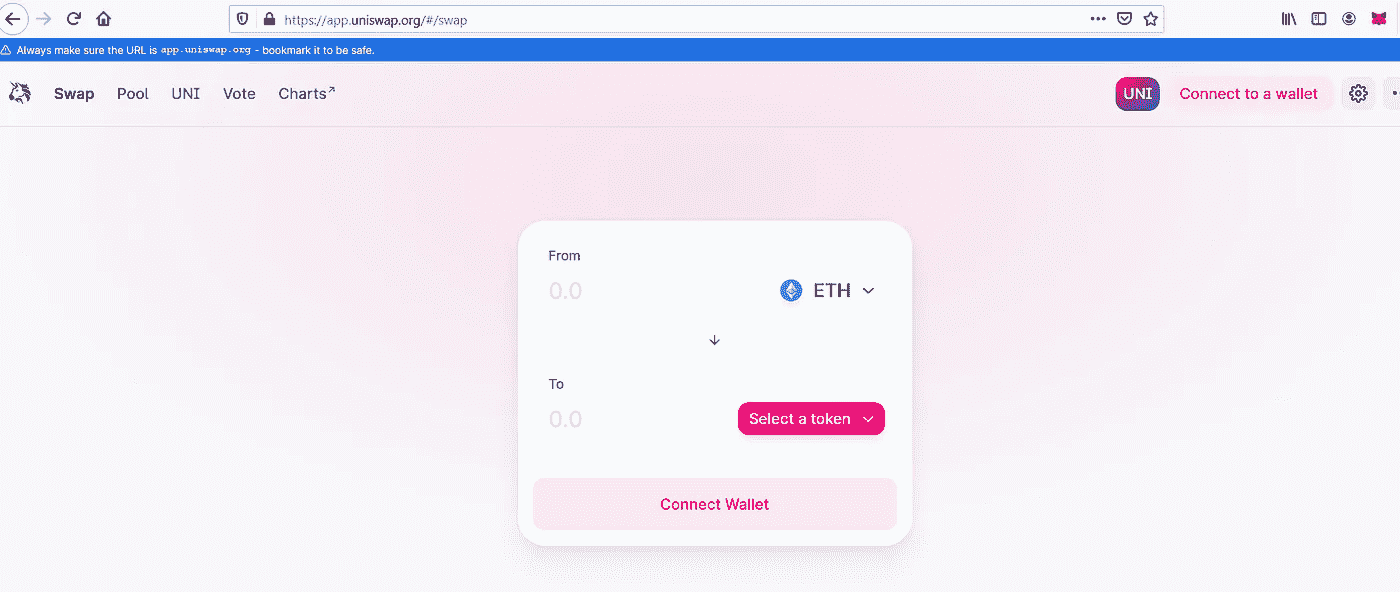 https://app.uniswap.org/#/swap
Always make sure the URL is app.uniswap.org - bookmark it to be safe.
Swap Pool UNI Vote Charts↗ UNI Connect to a wallet
From
0.0 ETH
↓
To
0.0 Select a token
Connect Wallet